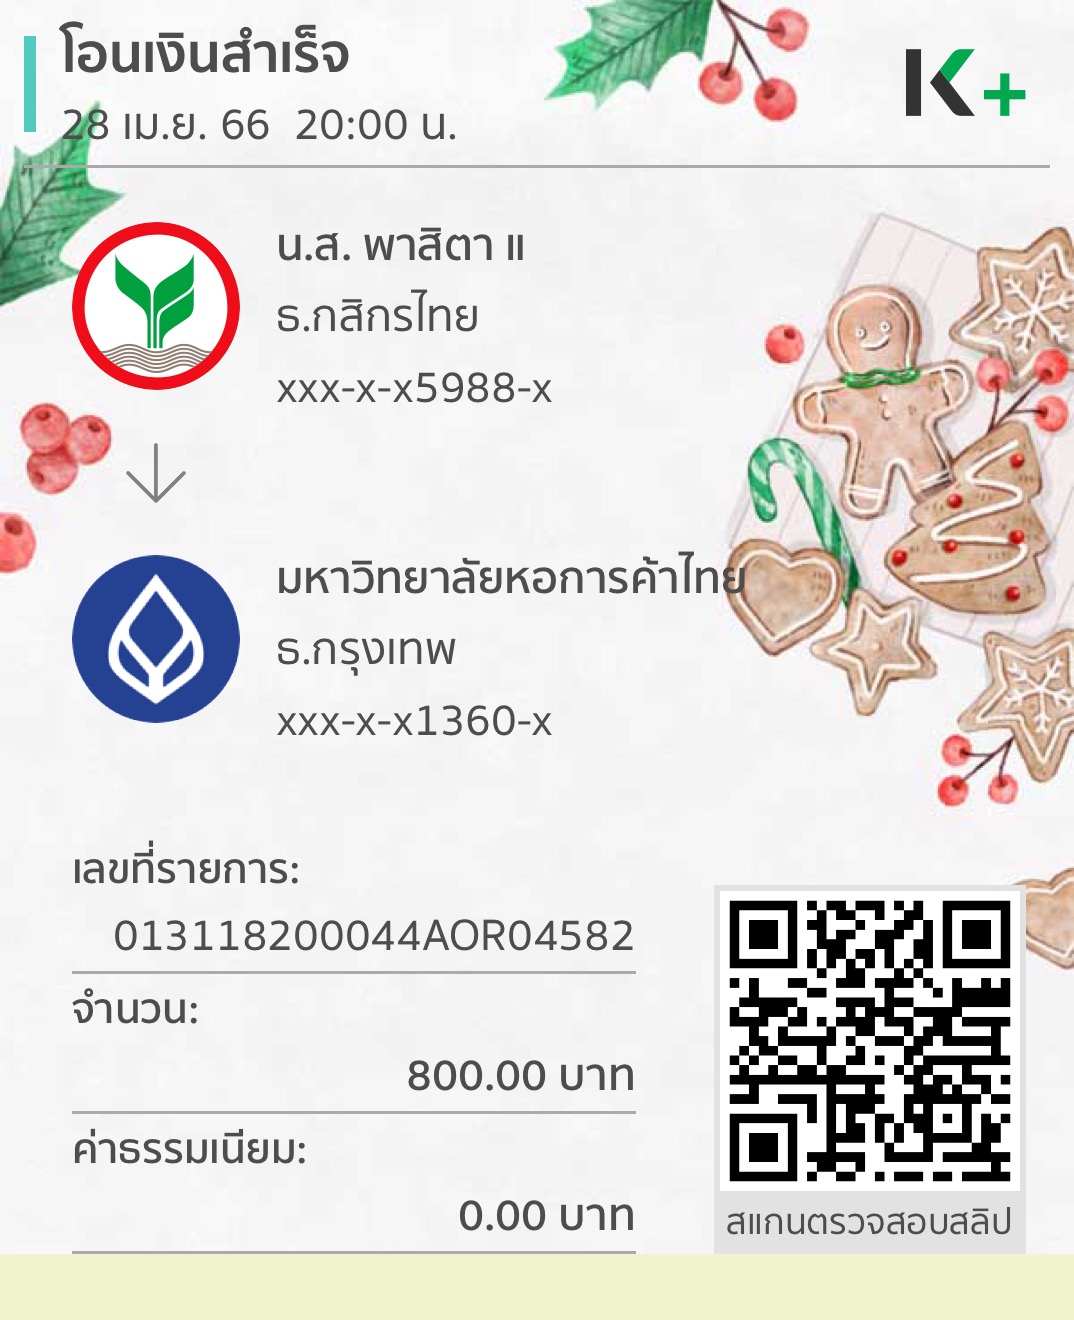 โอนเงินสำเร็จ
28 เม.ย. 66  20:00 น.
K+
น.ส. พาสิตา แ
ธ.กสิกรไทย
xxx-x-x5988-x
มหาวิทยาลัยหอการค้าไทย
ธ.กรุงเทพ
xxx-x-x1360-x
เลขที่รายการ:
013118200044AOR04582
จำนวน:
800.00 บาท
ค่าธรรมเนียม:
0.00 บาท
สแกนตรวจสอบสลิป